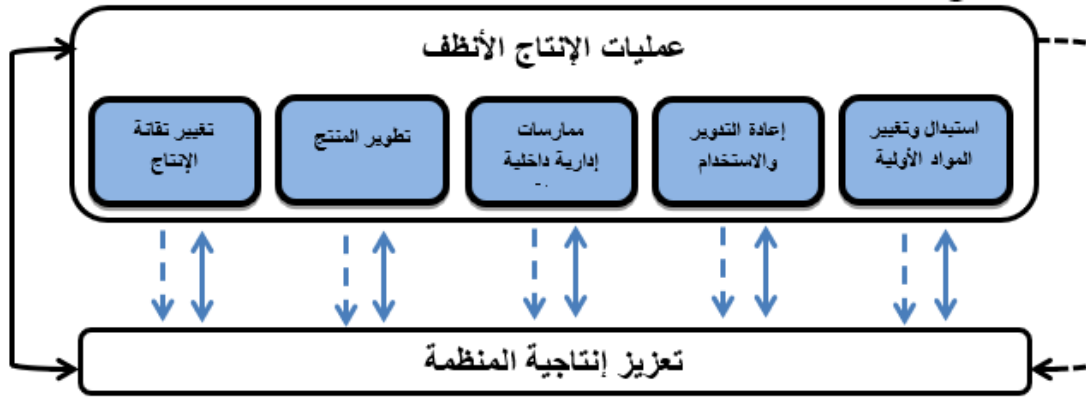 عمليات الإنتاج الأنظف
استبدال وتغيير
المواد الأولية
إعادة التدوير
والاستخدام
ممارسات
إدارية داخلية
تطوير المنتج
تغيير تقانة
الإنتاج
تعزيز إنتاجية المنظمة